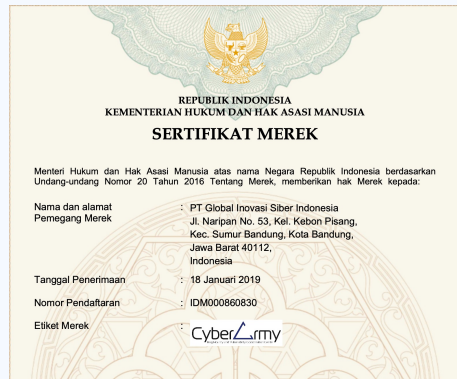 REPUBLIK INDONESIA
KEMENTERIAN HUKUM DAN HAK ASASI MANUSIA
SERTIFIKAT MEREK
Menteri Hukum dan Hak Asasi Manusia atas nama Negara Republik Indonesia berdasarkan
Undang-undang Nomor 20 Tahun 2016 Tentang Merek, memberikan hak Merek kepada:
Nama dan alamat : PT Global Inovasi Siber Indonesia
Pemegang Merek Jl. Naripan No. 53, Kel. Kebon Pisang,
Kec. Sumur Bandung, Kota Bandung,
Jawa Barat 40112,
Indonesia
Tanggal Penerimaan : 18 Januari 2019
Nomor Pendaftaran : IDM000860830
Etiket Merek : CyberArmy